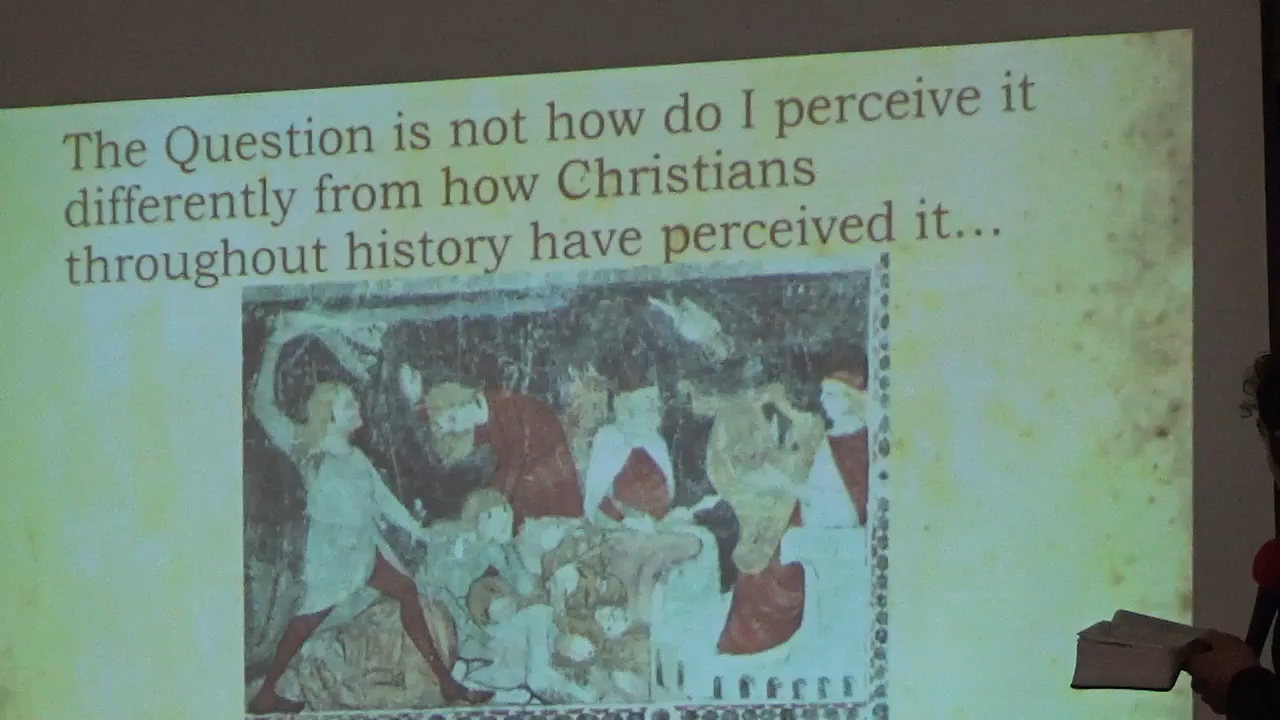 The Question is not how do I perceive it
differently from how Christians
throughout history have perceived it...